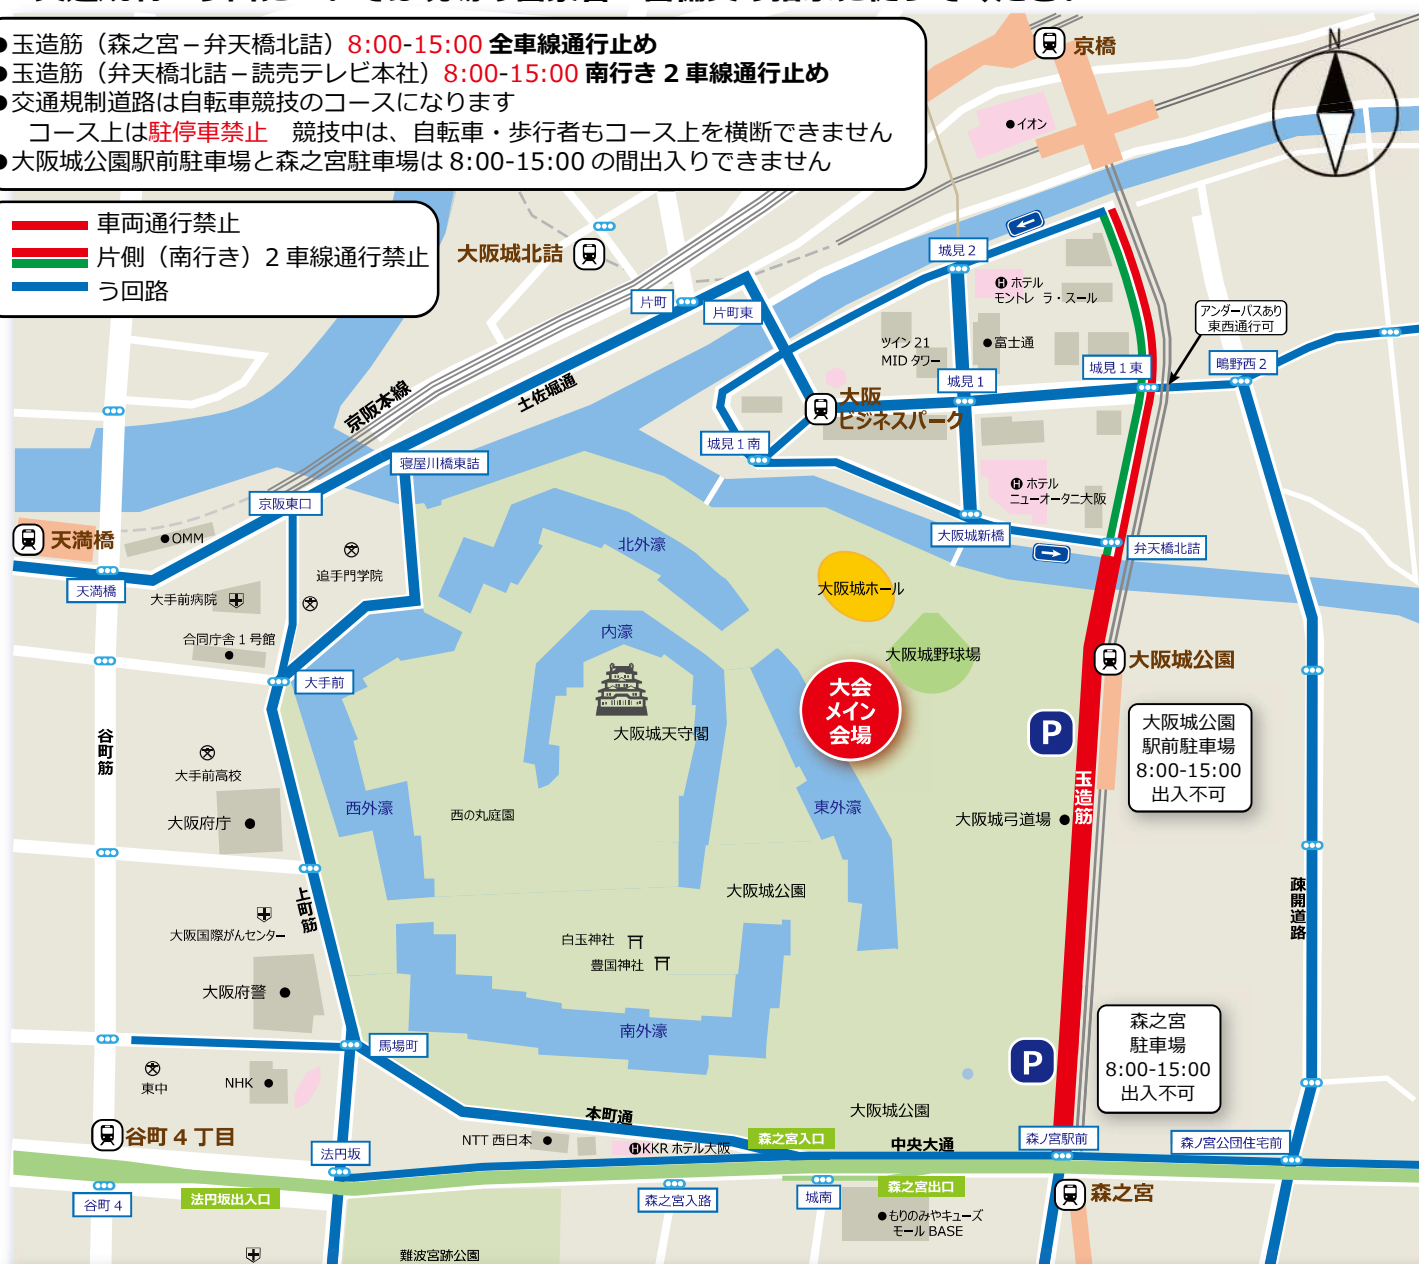 ●玉造筋（森之宮－弁天橋北詰）8:00-15:00 全車線通行止め
●玉造筋（弁天橋北詰－読売テレビ本社）8:00-15:00 南行き 2 車線通行止め
●交通規制道路は自転車競技のコースになります
コース上は駐停車禁止　競技中は、自転車・歩行者もコース上を横断できません
●大阪城公園駅前駐車場と森之宮駐車場は 8:00-15:00 の間出入りできません
車両通行禁止
片側（南行き）2 車線通行禁止
う回路
N
京橋
●イオン
大阪城北詰
城見 2
片町
片町東
Ⓗ ホテル
モントレ ラ・スール
アンダーパスあり
東西通行可
ツイン 21
MID タワー
●富士通
城見 1 東
鴫野西 2
城見 1
京阪本線
土佐堀通
大阪
ビジネスパーク
城見 1 南
寝屋川橋東詰
京阪東口
Ⓗ ホテル
ニューオータニ大阪
天満橋
●OMM
大阪城新橋
弁天橋北詰
北外濠
追手門学院
天満橋
大手前病院
大阪城ホール
合同庁舎 1 号館
内濠
大阪城野球場
大阪城公園
大手前
大会
メイン
会場
大阪城天守閣
大阪城公園
駅前駐車場
8:00-15:00
出入不可
P
谷町筋
大手前高校
玉造筋
西外濠
西の丸庭園
東外濠
大阪府庁 ●
大阪城弓道場 ●
大阪城公園
疎開道路
上町筋
大阪国際がんセンター
白玉神社
豊国神社
大阪府警 ●
南外濠
森之宮
駐車場
8:00-15:00
出入不可
P
馬場町
東中
NHK ●
大阪城公園
本町通
谷町 4 丁目
NTT 西日本 ●
ⒽKKR ホテル大阪
森之宮入口
中央大通
森ノ宮駅前
森ノ宮公団住宅前
法円坂
谷町 4
法円坂出入口
森之宮入路
城南
森之宮出口
森之宮
●もりのみやキューズ
モール BASE
難波宮跡公園